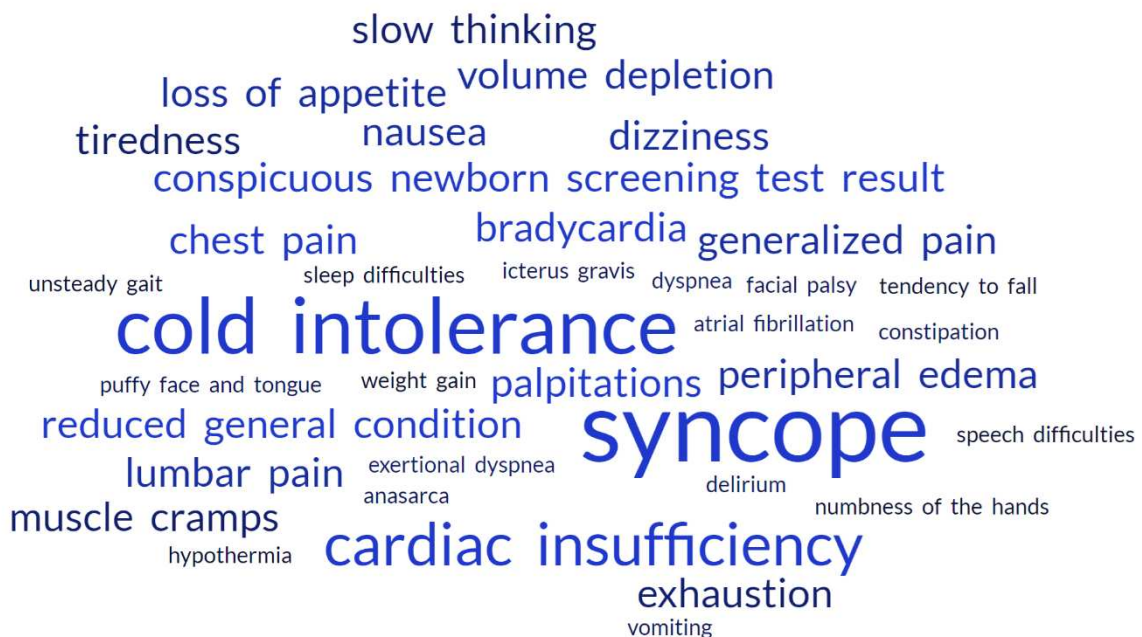 slow thinking
volume depletion
loss of appetite
nausea
dizziness
tiredness
conspicuous newborn screening test result
bradycardia
chest pain
generalized pain
sleep difficulties
icterus gravis
dyspnea
facial palsy
tendency to fall
unsteady gait
cold intolerance
atrial fibrillation
constipation
puffy face and tongue
weight gain
palpitations
peripheral edema
reduced general condition
syncope
speech difficulties
lumbar pain
exertional dyspnea
delirium
anasarca
numbness of the hands
muscle cramps
hypothermia
cardiac insufficiency
exhaustion
vomiting